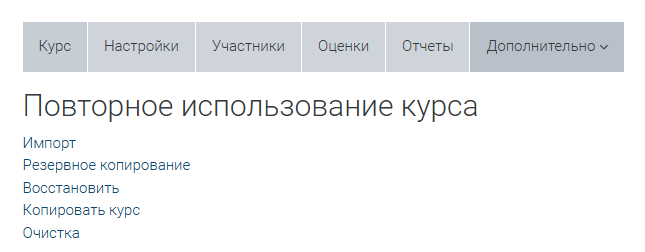 Курс Настройки Участники Оценки Отчеты Дополнительно
Повторное использование курса
Импорт
Резервное копирование
Восстановить
Копировать курс
Очистка